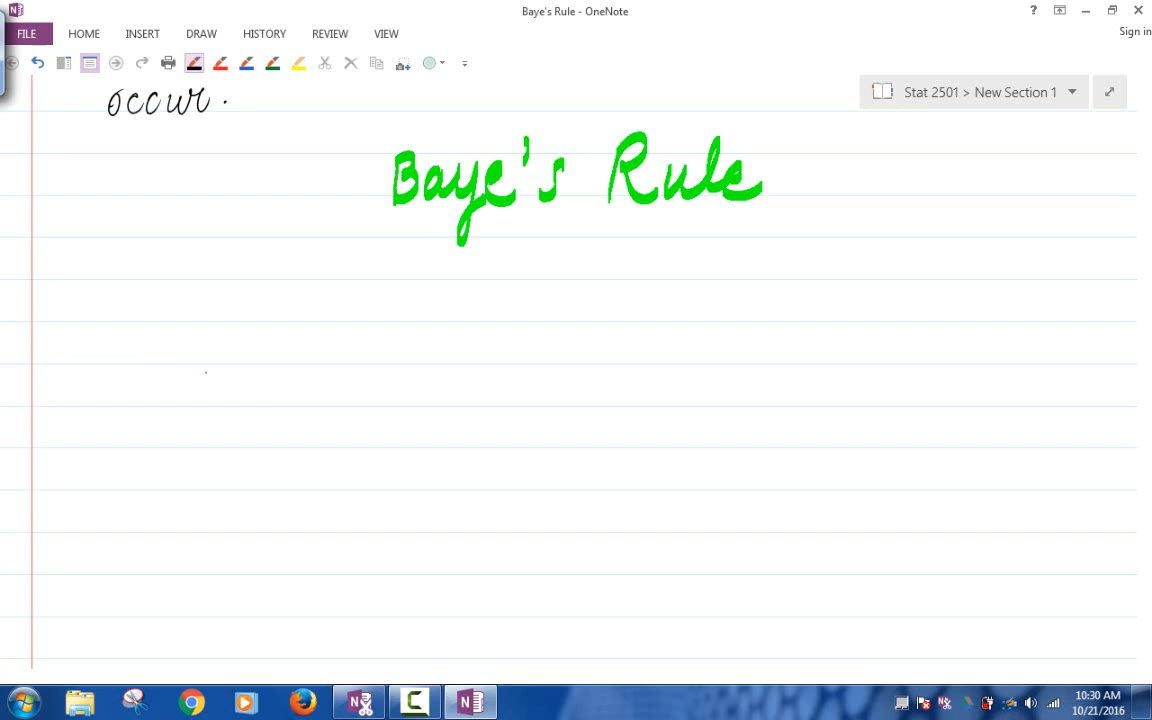 Baye's Rule - OneNote
?
Sign in
FILE HOME INSERT DRAW HISTORY REVIEW VIEW
Stat 2501 > New Section 1
occur.
Baye's Rule
10:30 AM
10/21/2016